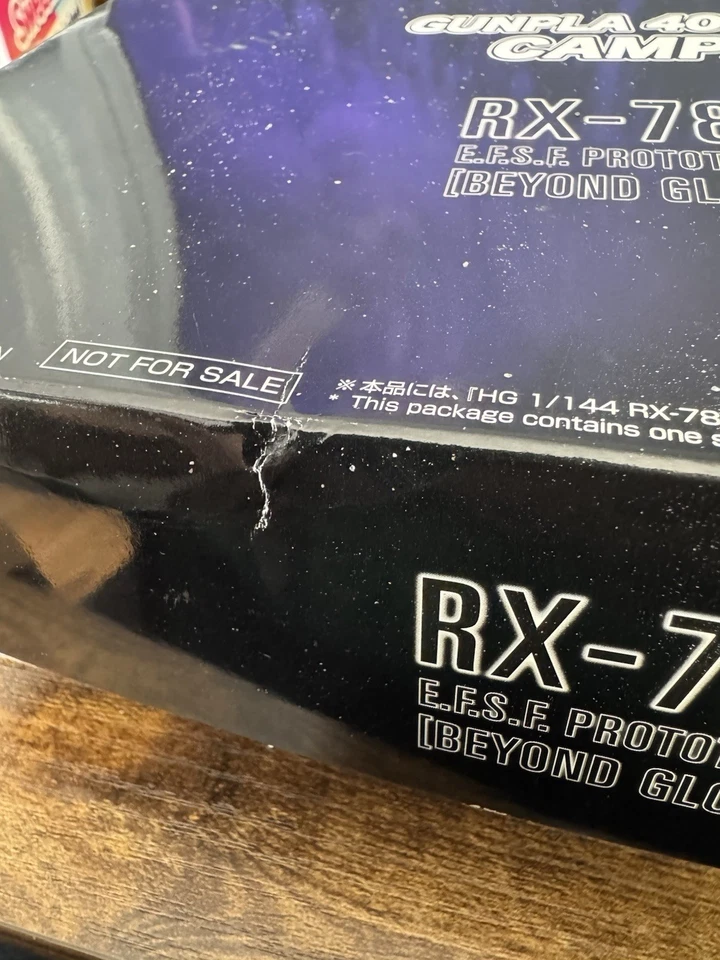 GUNPLA 40
CAMP
RX-78
E.F.S.F. PROTOT
[BEYOND GL
N
NOT FOR SALE
※本品には、『HG 1/144 RX-78
* This package contains one s
RX-7
E.F.S.F. PROTOT
[BEYOND GLO